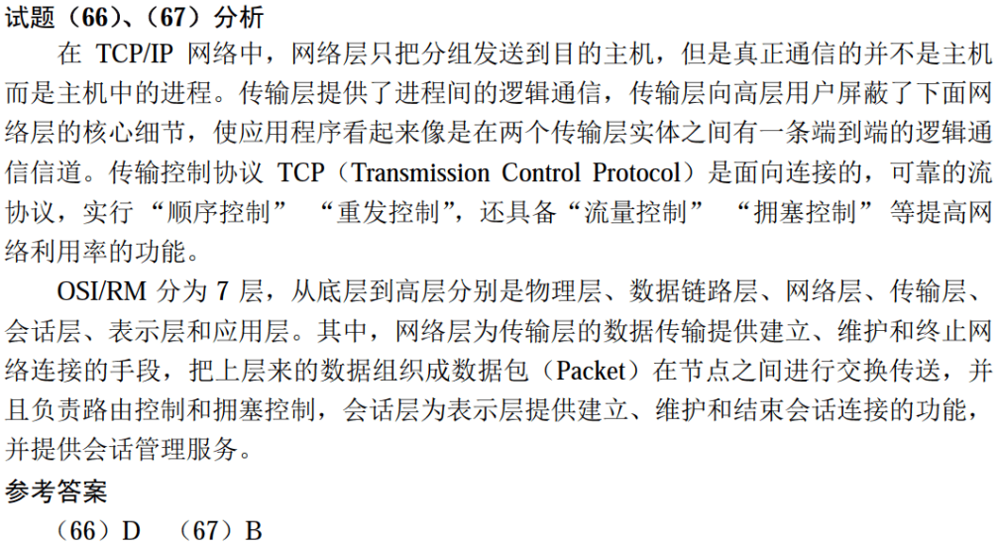 试题（66）、（67）分析
在 TCP/IP 网络中，网络层只把分组发送到目的主机，但是真正通信的并不是主机
而是主机中的进程。传输层提供了进程间的逻辑通信，传输层向高层用户屏蔽了下面网
络层的核心细节，使应用程序看起来像是在两个传输层实体之间有一条端到端的逻辑通
信信道。传输控制协议 TCP（Transmission Control Protocol）是面向连接的，可靠的流
协议，实行 “顺序控制” “重发控制”，还具备“流量控制” “拥塞控制” 等提高网
络利用率的功能。
OSI/RM 分为 7 层，从底层到高层分别是物理层、数据链路层、网络层、传输层、
会话层、表示层和应用层。其中，网络层为传输层的数据传输提供建立、维护和终止网
络连接的手段，把上层来的数据组织成数据包（Packet）在节点之间进行交换传送，并
且负责路由控制和拥塞控制，会话层为表示层提供建立、维护和结束会话连接的功能，
并提供会话管理服务。
参考答案
（66）D （67）B